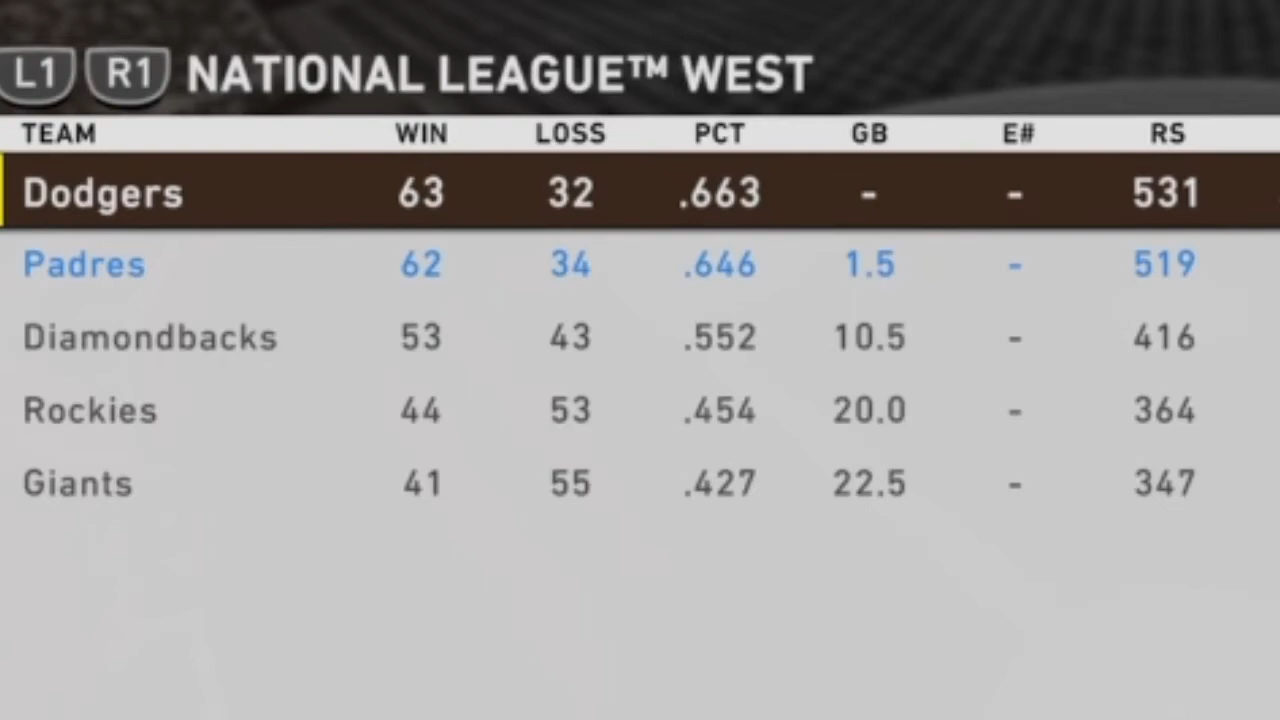 L1 R1 NATIONAL LEAGUE™ WEST
TEAM WIN LOSS PCT GB E# RS
Dodgers 63 32 .663 - - 531
Padres 62 34 .646 1.5 - 519
Diamondbacks 53 43 .552 10.5 - 416
Rockies 44 53 .454 20.0 - 364
Giants 41 55 .427 22.5 - 347